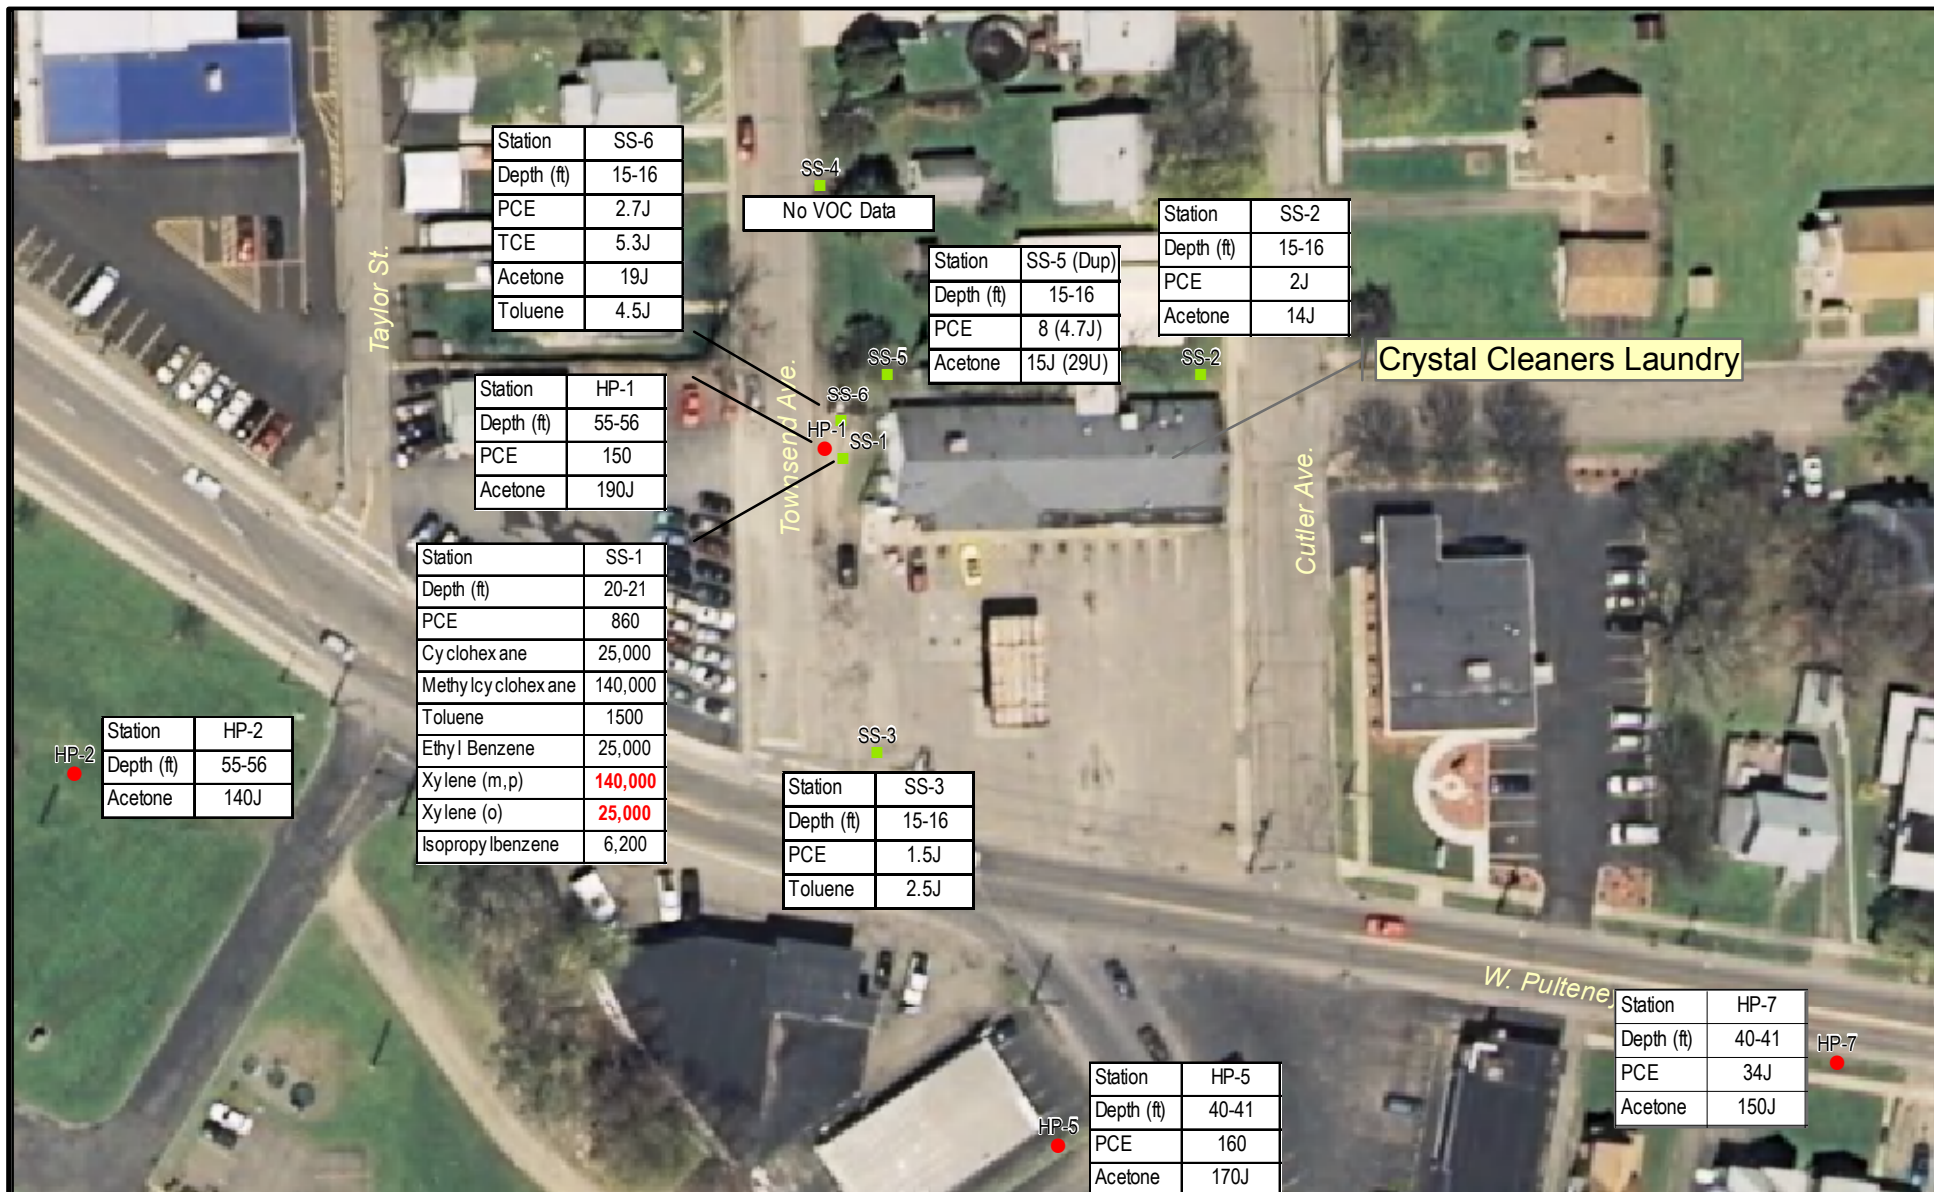 Station SS-6
Depth (ft) 15-16
PCE 2.7J
TCE 5.3J
Acetone 19J
Toluene 4.5J
SS-4
No VOC Data
Station SS-2
Depth (ft) 15-16
PCE 2J
Acetone 14J
Station SS-5 (Dup)
Depth (ft) 15-16
PCE 8 (4.7J)
Acetone 15J (29U)
Taylor St.
Townsend Ave.
Cutler Ave.
Crystal Cleaners Laundry
SS-5
SS-2
SS-6
HP-1
SS-1
Station HP-1
Depth (ft) 55-56
PCE 150
Acetone 190J
Station SS-1
Depth (ft) 20-21
PCE 860
Cyclohexane 25,000
Methylcyclohexane 140,000
Toluene 1500
Ethyl Benzene 25,000
Xylene (m,p) 140,000
Xylene (o) 25,000
Isopropylbenzene 6,200
HP-2
Station HP-2
Depth (ft) 55-56
Acetone 140J
SS-3
Station SS-3
Depth (ft) 15-16
PCE 1.5J
Toluene 2.5J
W. Pulteney
Station HP-7
Depth (ft) 40-41
PCE 34J
Acetone 150J
HP-7
HP-5
Station HP-5
Depth (ft) 40-41
PCE 160
Acetone 170J